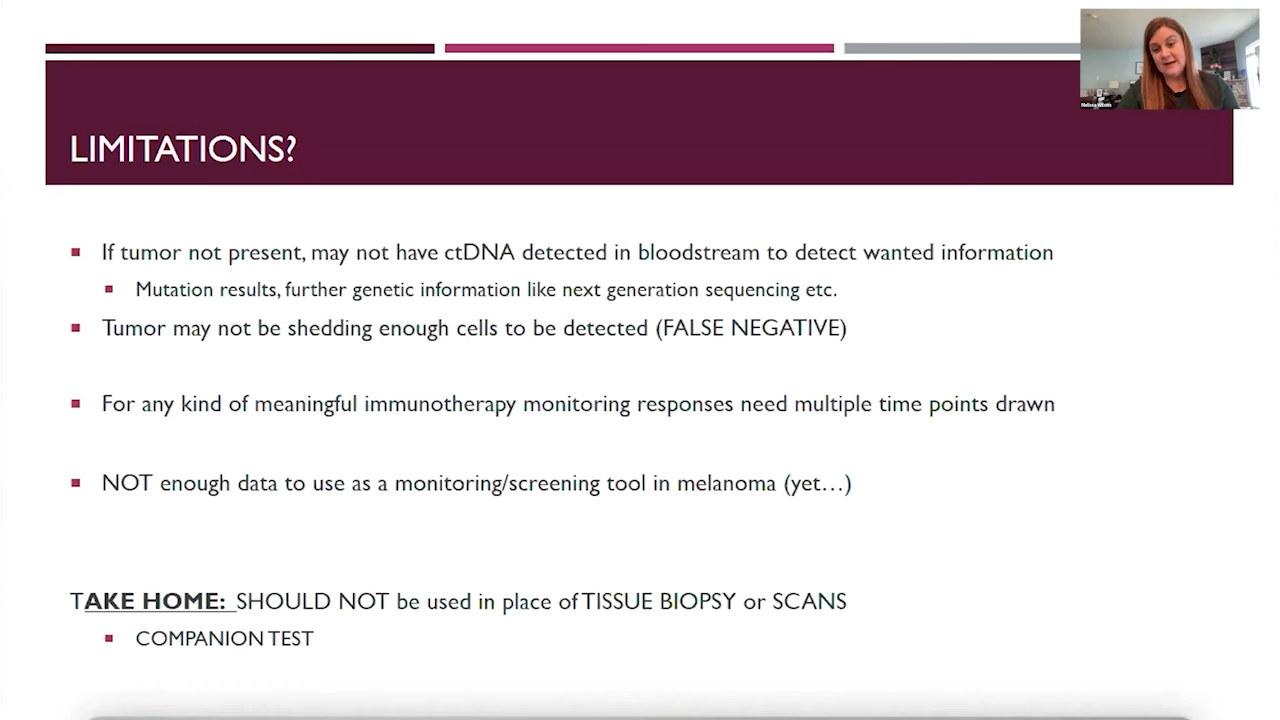 Melissa Wilson
LIMITATIONS?
If tumor not present, may not have ctDNA detected in bloodstream to detect wanted information
Mutation results, further genetic information like next generation sequencing etc.
Tumor may not be shedding enough cells to be detected (FALSE NEGATIVE)
For any kind of meaningful immunotherapy monitoring responses need multiple time points drawn
NOT enough data to use as a monitoring/screening tool in melanoma (yet…)
TAKE HOME: SHOULD NOT be used in place of TISSUE BIOPSY or SCANS
COMPANION TEST